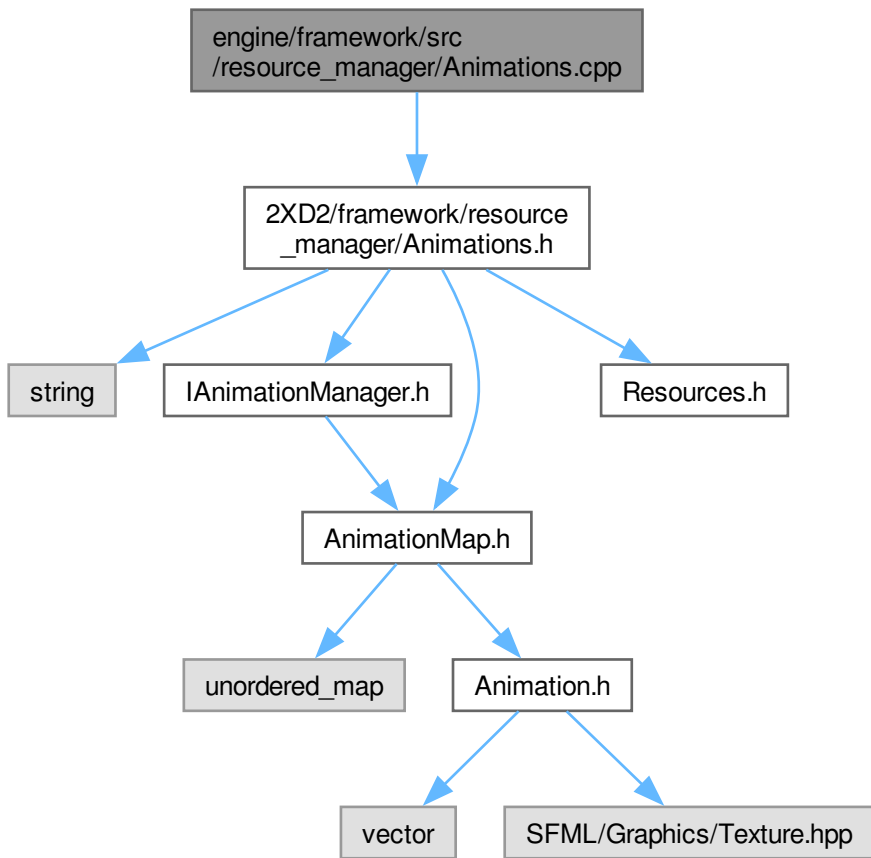 engine/framework/src
/resource_manager/Animations.cpp
2XD2/framework/resource
_manager/Animations.h
string
IAnimationManager.h
Resources.h
AnimationMap.h
unordered_map
Animation.h
vector
SFML/Graphics/Texture.hpp